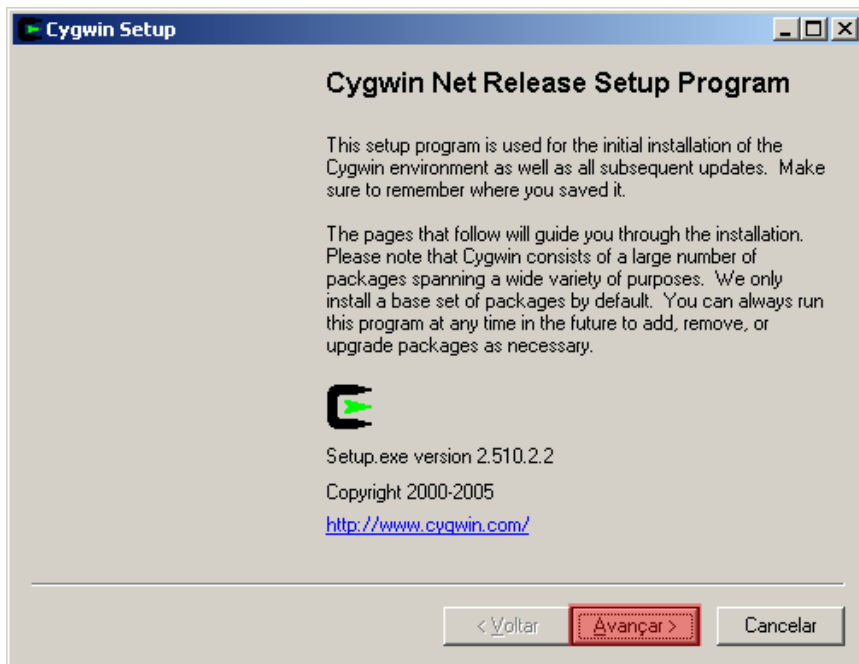 Cygwin Setup
Cygwin Net Release Setup Program
This setup program is used for the initial installation of the
Cygwin environment as well as all subsequent updates.  Make
sure to remember where you saved it.
The pages that follow will guide you through the installation.
Please note that Cygwin consists of a large number of
packages spanning a wide variety of purposes.  We only
install a base set of packages by default.  You can always run
this program at any time in the future to add, remove, or
upgrade packages as necessary.
Setup.exe version 2.510.2.2
Copyright 2000-2005
http://www.cygwin.com/
< Voltar   Avançar >   Cancelar